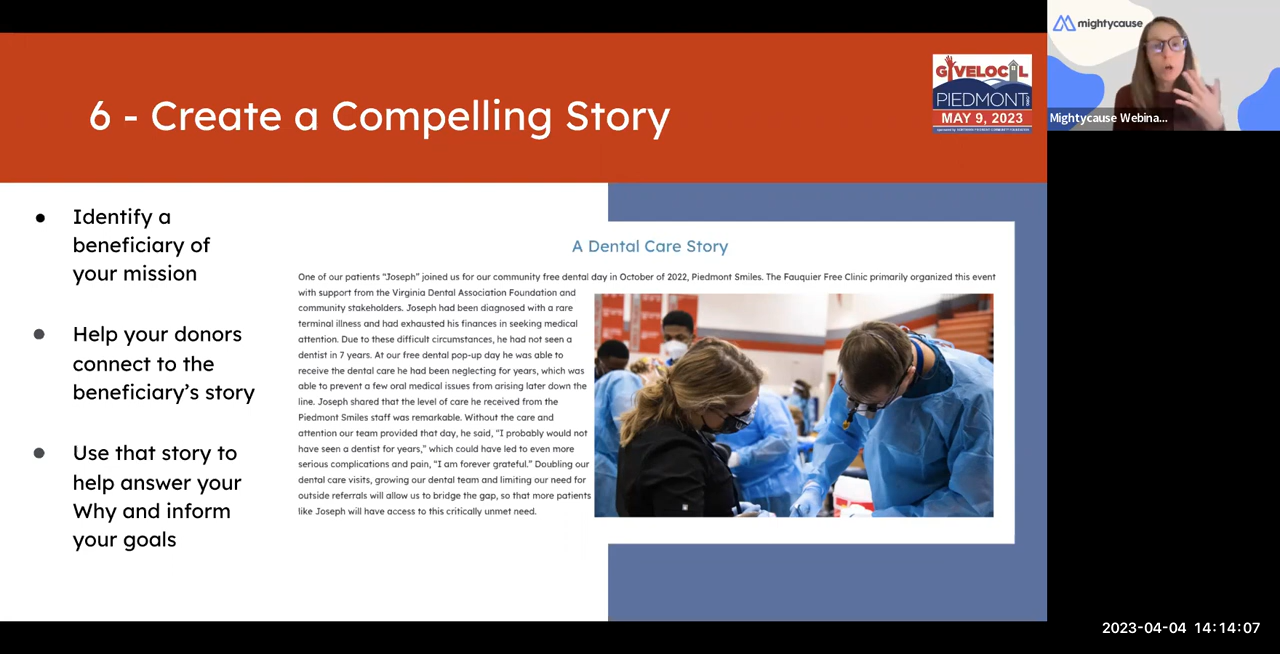 6 - Create a Compelling Story
GIVELOCAL
PIEDMONT
MAY 9, 2023
mightycause
Mightycause Webina...
● Identify a
beneficiary of
your mission
● Help your donors
connect to the
beneficiary’s story
● Use that story to
help answer your
Why and inform
your goals
A Dental Care Story
One of our patients “Joseph” joined us for our community free dental day in October of 2022, Piedmont Smiles. The Fauquier Free Clinic primarily organized this event
with support from the Virginia Dental Association Foundation and
community stakeholders. Joseph had been diagnosed with a rare
terminal illness and had exhausted his finances in seeking medical
attention. Due to these difficult circumstances, he had not seen a
dentist in 7 years. At our free dental pop-up day he was able to
receive the dental care he had been neglecting for years, which was
able to prevent a few oral medical issues from arising later down the
line. Joseph shared that the level of care he received from the
Piedmont Smiles staff was remarkable. Without the care and
attention our team provided that day, he said, “I probably would not
have seen a dentist for years,” which could have led to even more
serious complications and pain, “I am forever grateful.” Doubling our
dental care visits, growing our dental team and limiting our need for
outside referrals will allow us to bridge the gap, so that more patients
like Joseph will have access to this critically unmet need.
2023-04-04 14:14:07